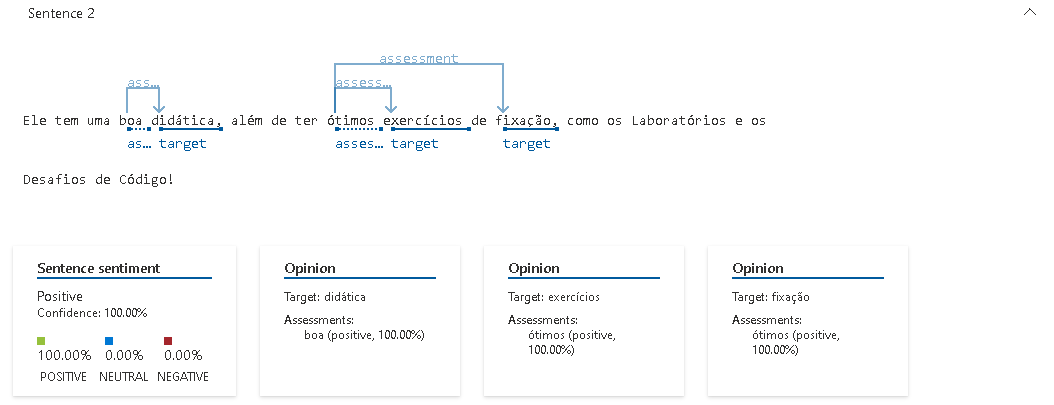 Sentence 2
assessment
ass... assess...
Ele tem uma boa didática, além de ter ótimos exercícios de fixação, como os Laboratórios e os
as... target asses... target target
Desafios de Código!
Sentence sentiment
Positive
Confidence: 100.00%
100.00% 0.00% 0.00%
POSITIVE NEUTRAL NEGATIVE
Opinion
Target: didática
Assessments:
boa (positive, 100.00%)
Opinion
Target: exercícios
Assessments:
ótimos (positive,
100.00%)
Opinion
Target: fixação
Assessments:
ótimos (positive,
100.00%)